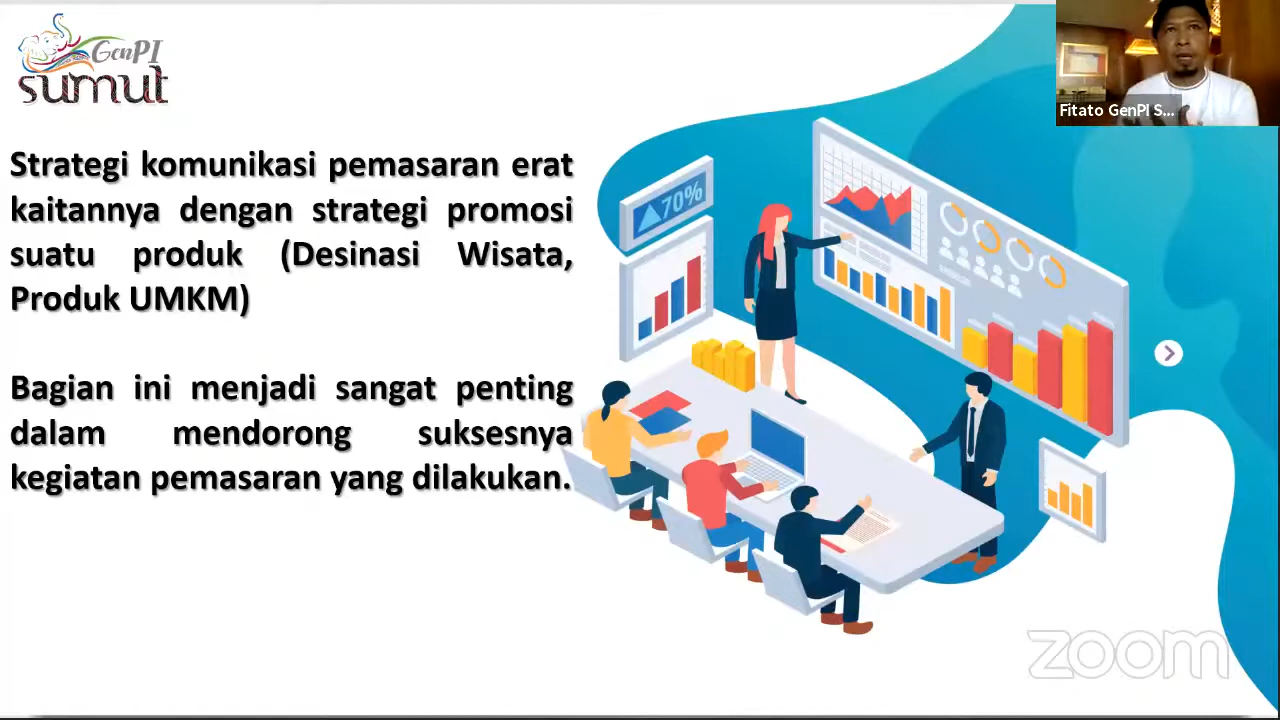 GenPI
sumut
Fitato GenPI S...
Strategi komunikasi pemasaran erat
kaitannya dengan strategi promosi
suatu produk (Desinasi Wisata,
Produk UMKM)
Bagian ini menjadi sangat penting
dalam mendorong suksesnya
kegiatan pemasaran yang dilakukan.
70%
zoom